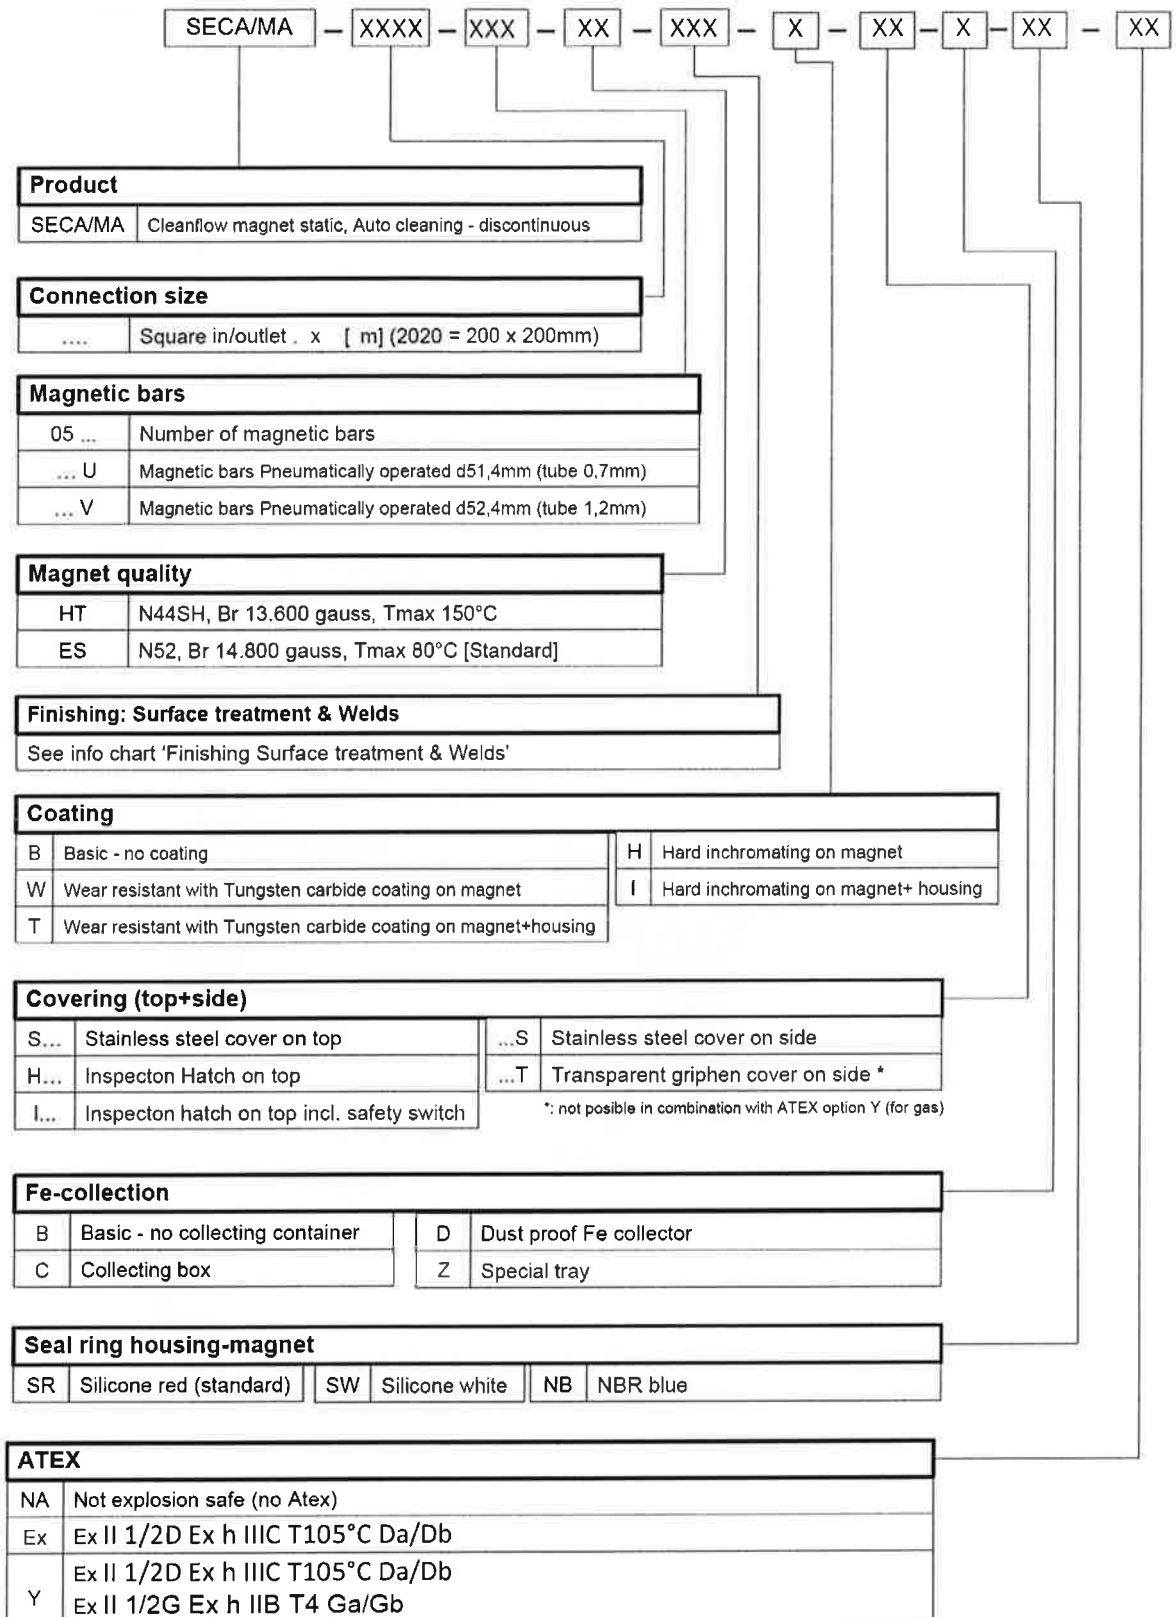 SECA/MA – XXXX – XXX – XX – XXX – X – XX – X – XX – XX
Product
SECA/MA Cleanflow magnet static, Auto cleaning - discontinuous
Connection size
.... Square in/outlet . x [ m] (2020 = 200 x 200mm)
Magnetic bars
05 ... Number of magnetic bars
... U Magnetic bars Pneumatically operated d51,4mm (tube 0,7mm)
... V Magnetic bars Pneumatically operated d52,4mm (tube 1,2mm)
Magnet quality
HT N44SH, Br 13.600 gauss, Tmax 150°C
ES N52, Br 14.800 gauss, Tmax 80°C [Standard]
Finishing: Surface treatment & Welds
See info chart 'Finishing Surface treatment & Welds'
Coating
B Basic - no coating H Hard inchromating on magnet
W Wear resistant with Tungsten carbide coating on magnet I Hard inchromating on magnet+ housing
T Wear resistant with Tungsten carbide coating on magnet+housing
Covering (top+side)
S... Stainless steel cover on top ...S Stainless steel cover on side
H... Inspecton Hatch on top ...T Transparent griphen cover on side *
I... Inspecton hatch on top incl. safety switch *: not posible in combination with ATEX option Y (for gas)
Fe-collection
B Basic - no collecting container D Dust proof Fe collector
C Collecting box Z Special tray
Seal ring housing-magnet
SR Silicone red (standard) SW Silicone white NB NBR blue
ATEX
NA Not explosion safe (no Atex)
Ex Ex II 1/2D Ex h IIIC T105°C Da/Db
Y Ex II 1/2D Ex h IIIC T105°C Da/Db
Ex II 1/2G Ex h IIB T4 Ga/Gb